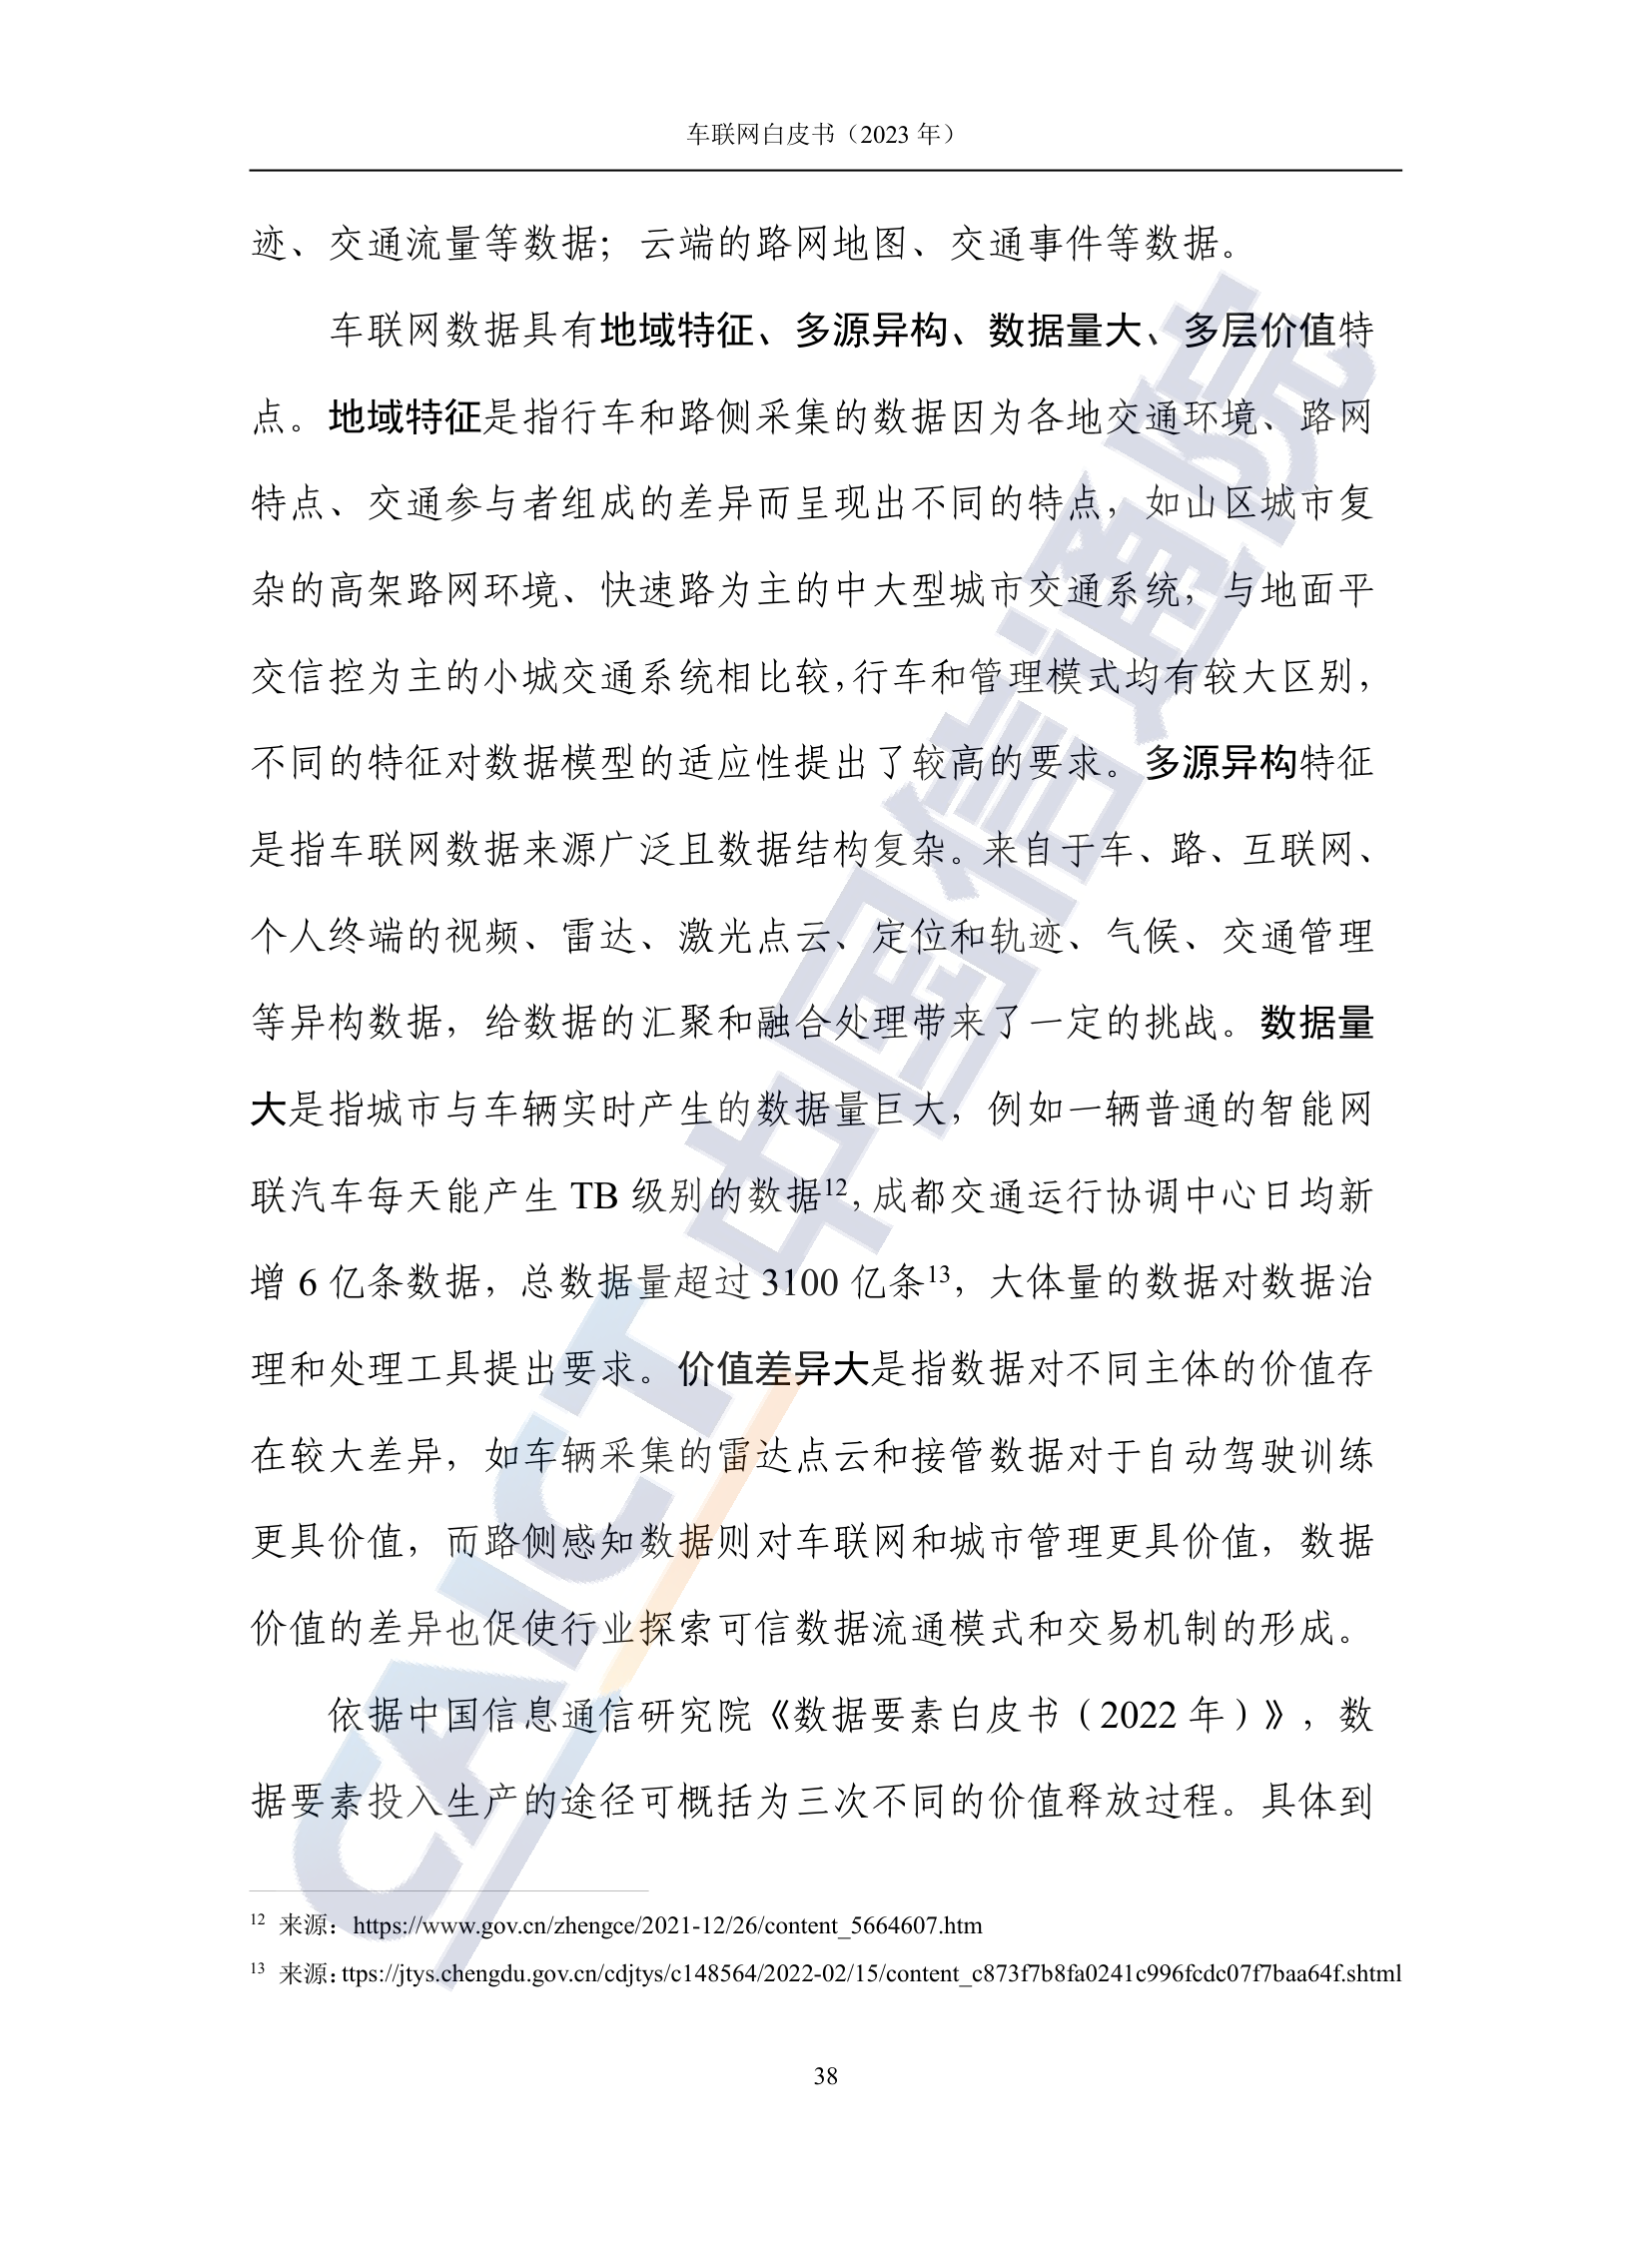 车联网白皮书（2023 年）
迹、交通流量等数据；云端的路网地图、交通事件等数据。
车联网数据具有地域特征、多源异构、数据量大、多层价值特
点。地域特征是指行车和路侧采集的数据因为各地交通环境、路网
特点、交通参与者组成的差异而呈现出不同的特点，如山区城市复
杂的高架路网环境、快速路为主的中大型城市交通系统，与地面平
交信控为主的小城交通系统相比较，行车和管理模式均有较大区别，
不同的特征对数据模型的适应性提出了较高的要求。多源异构特征
是指车联网数据来源广泛且数据结构复杂。来自于车、路、互联网、
个人终端的视频、雷达、激光点云、定位和轨迹、气候、交通管理
等异构数据，给数据的汇聚和融合处理带来了一定的挑战。数据量
大是指城市与车辆实时产生的数据量巨大，例如一辆普通的智能网
联汽车每天能产生 TB 级别的数据12，成都交通运行协调中心日均新
增 6 亿条数据，总数据量超过 3100 亿条13，大体量的数据对数据治
理和处理工具提出要求。价值差异大是指数据对不同主体的价值存
在较大差异，如车辆采集的雷达点云和接管数据对于自动驾驶训练
更具价值，而路侧感知数据则对车联网和城市管理更具价值，数据
价值的差异也促使行业探索可信数据流通模式和交易机制的形成。
依据中国信息通信研究院《数据要素白皮书（2022 年）》，数
据要素投入生产的途径可概括为三次不同的价值释放过程。具体到
12 来源：https://www.gov.cn/zhengce/2021-12/26/content_5664607.htm
13 来源：ttps://jtys.chengdu.gov.cn/cdjtys/c148564/2022-02/15/content_c873f7b8fa0241c996fcdc07f7baa64f.shtml
38
CAICT 中国信通院